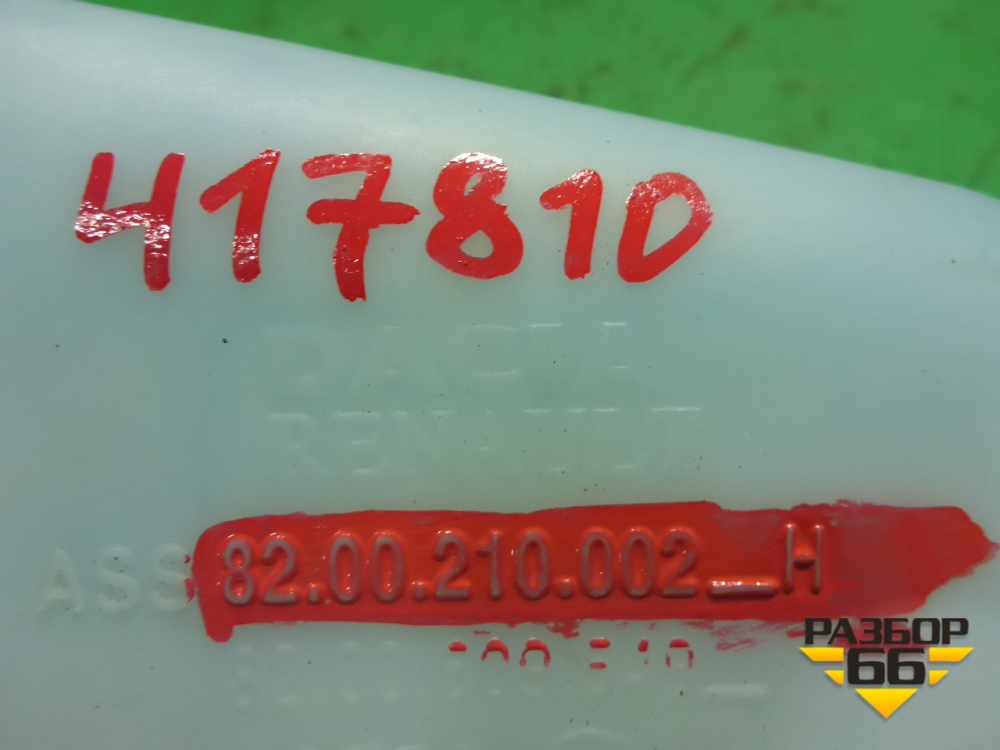 417810
DACIA
RENAULT
ASS 82.00.210.002_H
РАЗБОР
66